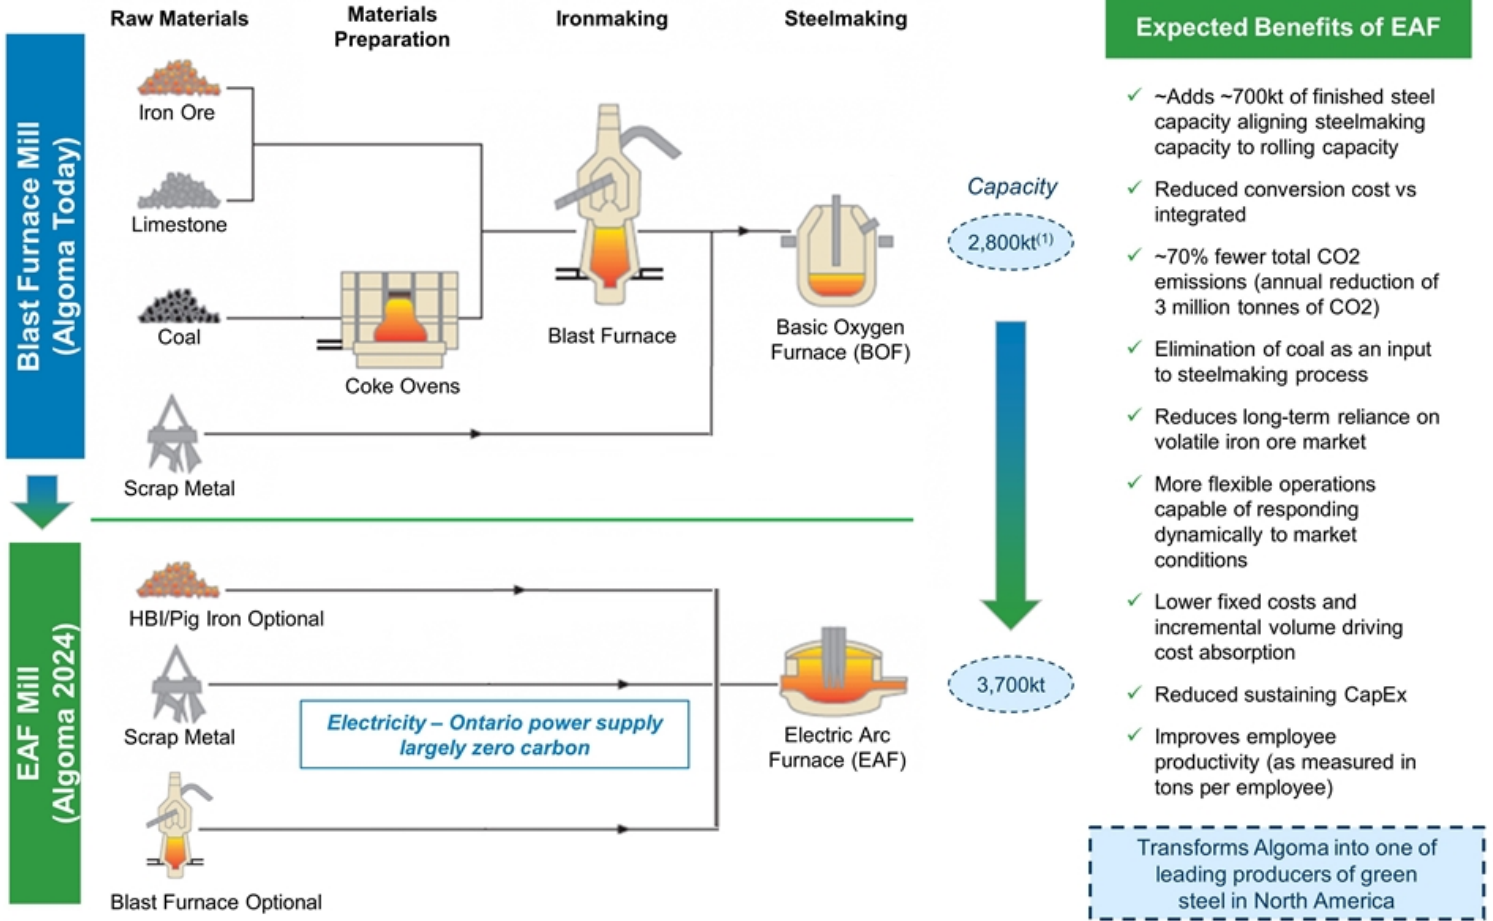 Raw Materials
Materials
Preparation
Ironmaking
Steelmaking
Blast Furnace Mill
(Algoma Today)
Iron Ore
Limestone
Coal
Coke Ovens
Scrap Metal
Blast Furnace
Basic Oxygen
Furnace (BOF)
Capacity
2,800kt(1)
EAF Mill
(Algoma 2024)
HBI/Pig Iron Optional
Scrap Metal
Electricity – Ontario power supply
largely zero carbon
Blast Furnace Optional
Electric Arc
Furnace (EAF)
3,700kt
Expected Benefits of EAF
✓ ~Adds ~700kt of finished steel
capacity aligning steelmaking
capacity to rolling capacity
✓ Reduced conversion cost vs
integrated
✓ ~70% fewer total CO2
emissions (annual reduction of
3 million tonnes of CO2)
✓ Elimination of coal as an input
to steelmaking process
✓ Reduces long-term reliance on
volatile iron ore market
✓ More flexible operations
capable of responding
dynamically to market
conditions
✓ Lower fixed costs and
incremental volume driving
cost absorption
✓ Reduced sustaining CapEx
✓ Improves employee
productivity (as measured in
tons per employee)
Transforms Algoma into one of
leading producers of green
steel in North America